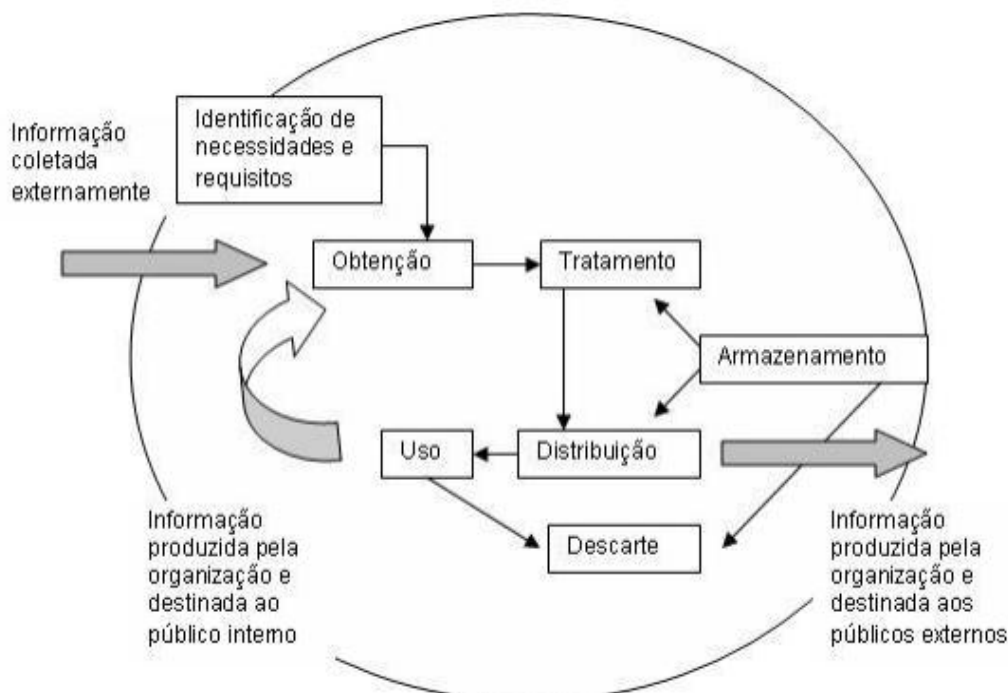 Informação
coletada
externamente
Identificação de
necessidades e
requisitos
Obtenção
Tratamento
Armazenamento
Uso
Distribuição
Descarte
Informação
produzida pela
organização e
destinada ao
público interno
Informação
produzida pela
organização e
destinada aos
públicos externos